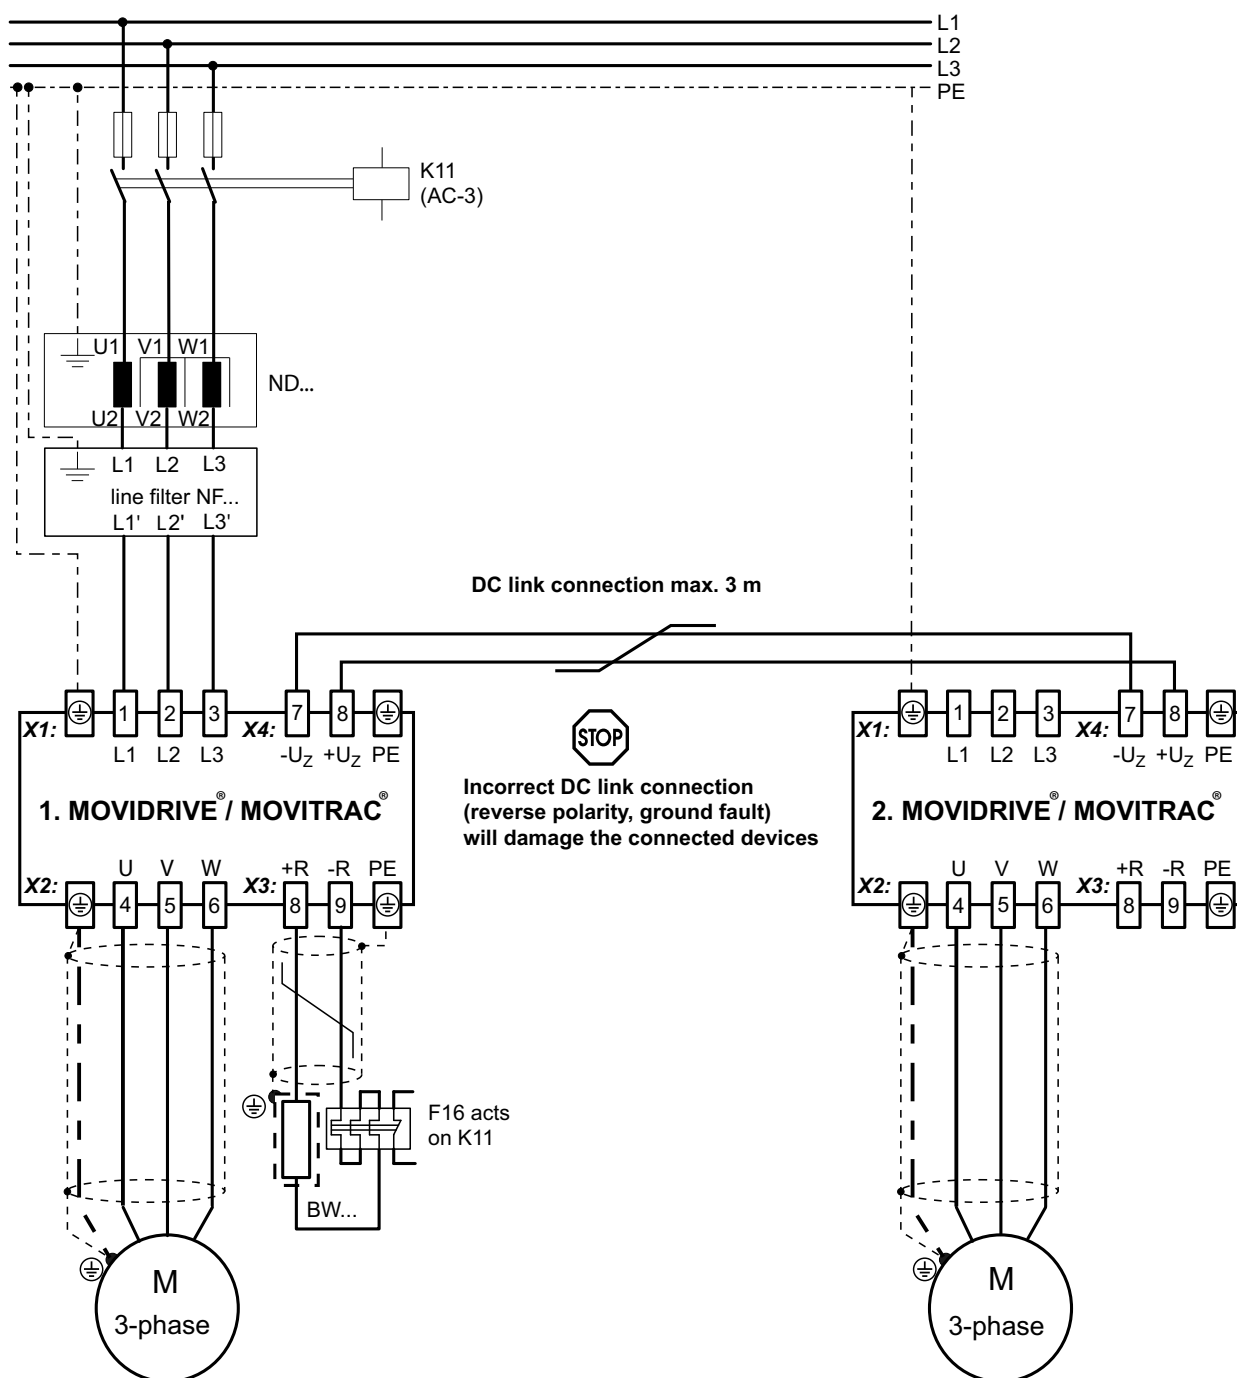 L1
L2
L3
PE
K11
(AC-3)
U1 V1 W1
ND...
U2 V2 W2
L1 L2 L3
line filter NF...
L1' L2' L3'
DC link connection max. 3 m
X1: 1 2 3 X4: 7 8
L1 L2 L3 -UZ +UZ PE
1. MOVIDRIVE®/ MOVITRAC®
U V W +R -R PE
X2: 4 5 6 X3: 8 9
STOP
Incorrect DC link connection
(reverse polarity, ground fault)
will damage the connected devices
X1: 1 2 3 X4: 7 8
L1 L2 L3 -UZ +UZ PE
2. MOVIDRIVE®/ MOVITRAC®
U V W +R -R PE
X2: 4 5 6 X3: 8 9
F16 acts
on K11
BW...
M
3-phase
M
3-phase